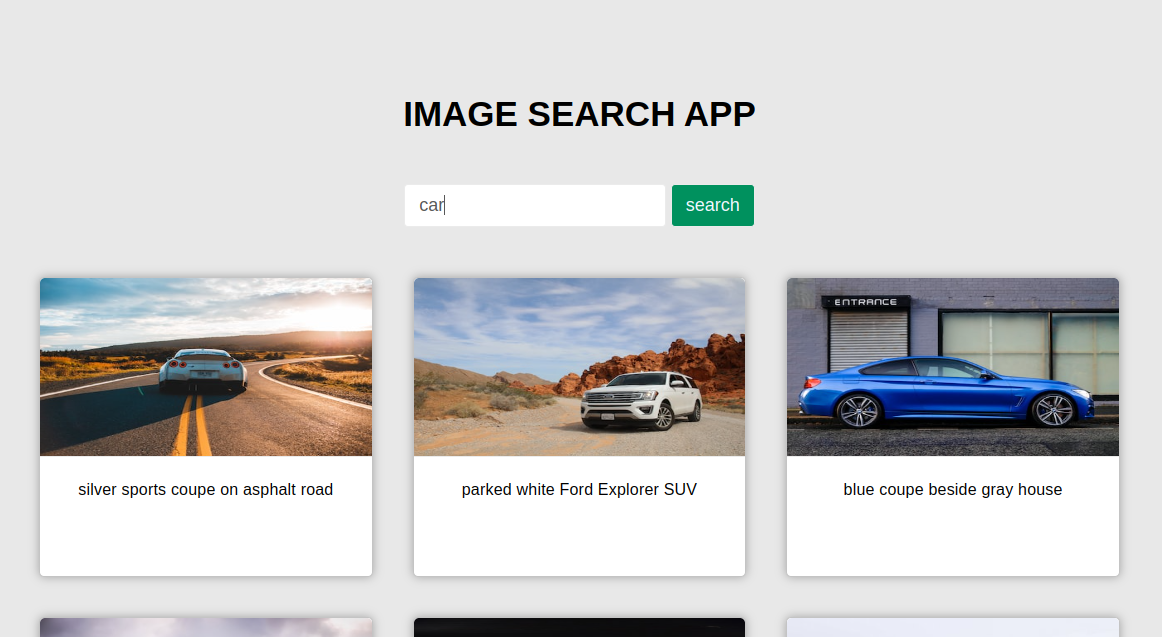 IMAGE SEARCH APP
car
search
ENTRANCE
silver sports coupe on asphalt road
parked white Ford Explorer SUV
blue coupe beside gray house